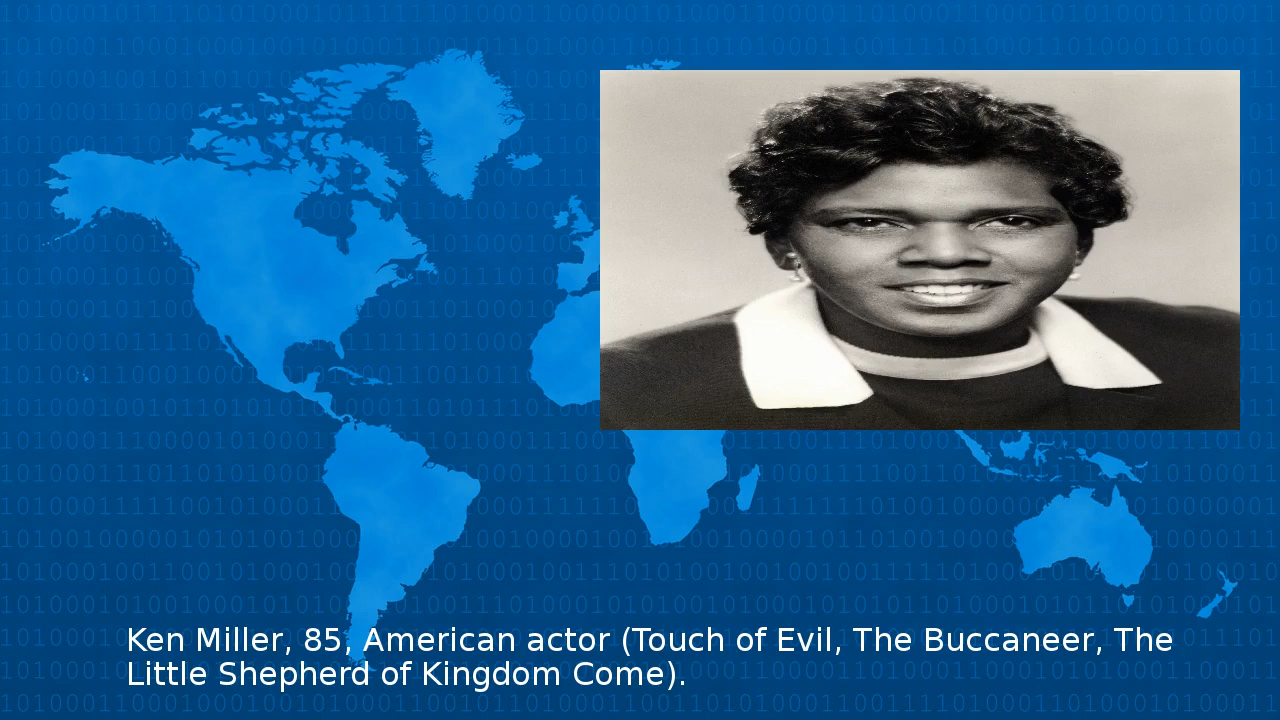 Ken Miller, 85, American actor (Touch of Evil, The Buccaneer, The
Little Shepherd of Kingdom Come).